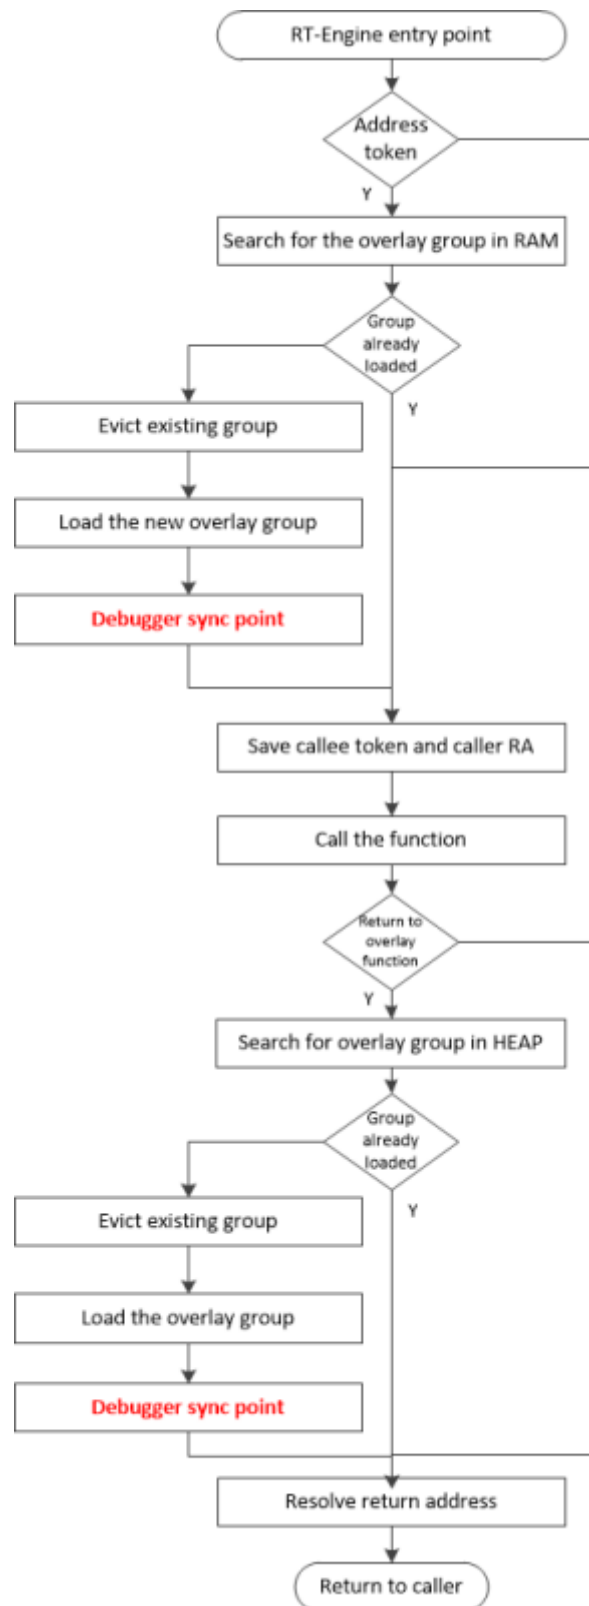 RT-Engine entry point
Address
token
Y
Search for the overlay group in RAM
Group
already
loaded
Y
Evict existing group
Load the new overlay group
Debugger sync point
Save callee token and caller RA
Call the function
Return to
overlay
function
Y
Search for overlay group in HEAP
Group
already
loaded
Y
Evict existing group
Load the overlay group
Debugger sync point
Resolve return address
Return to caller